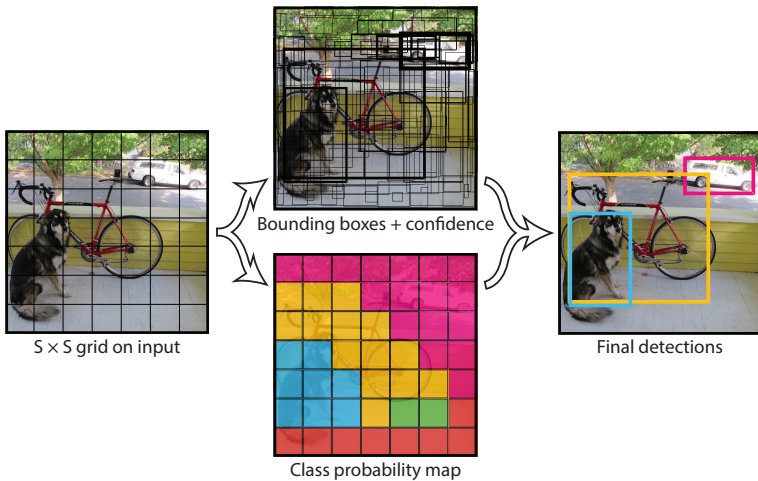 Bounding boxes + confidence
S × S grid on input
Final detections
Class probability map